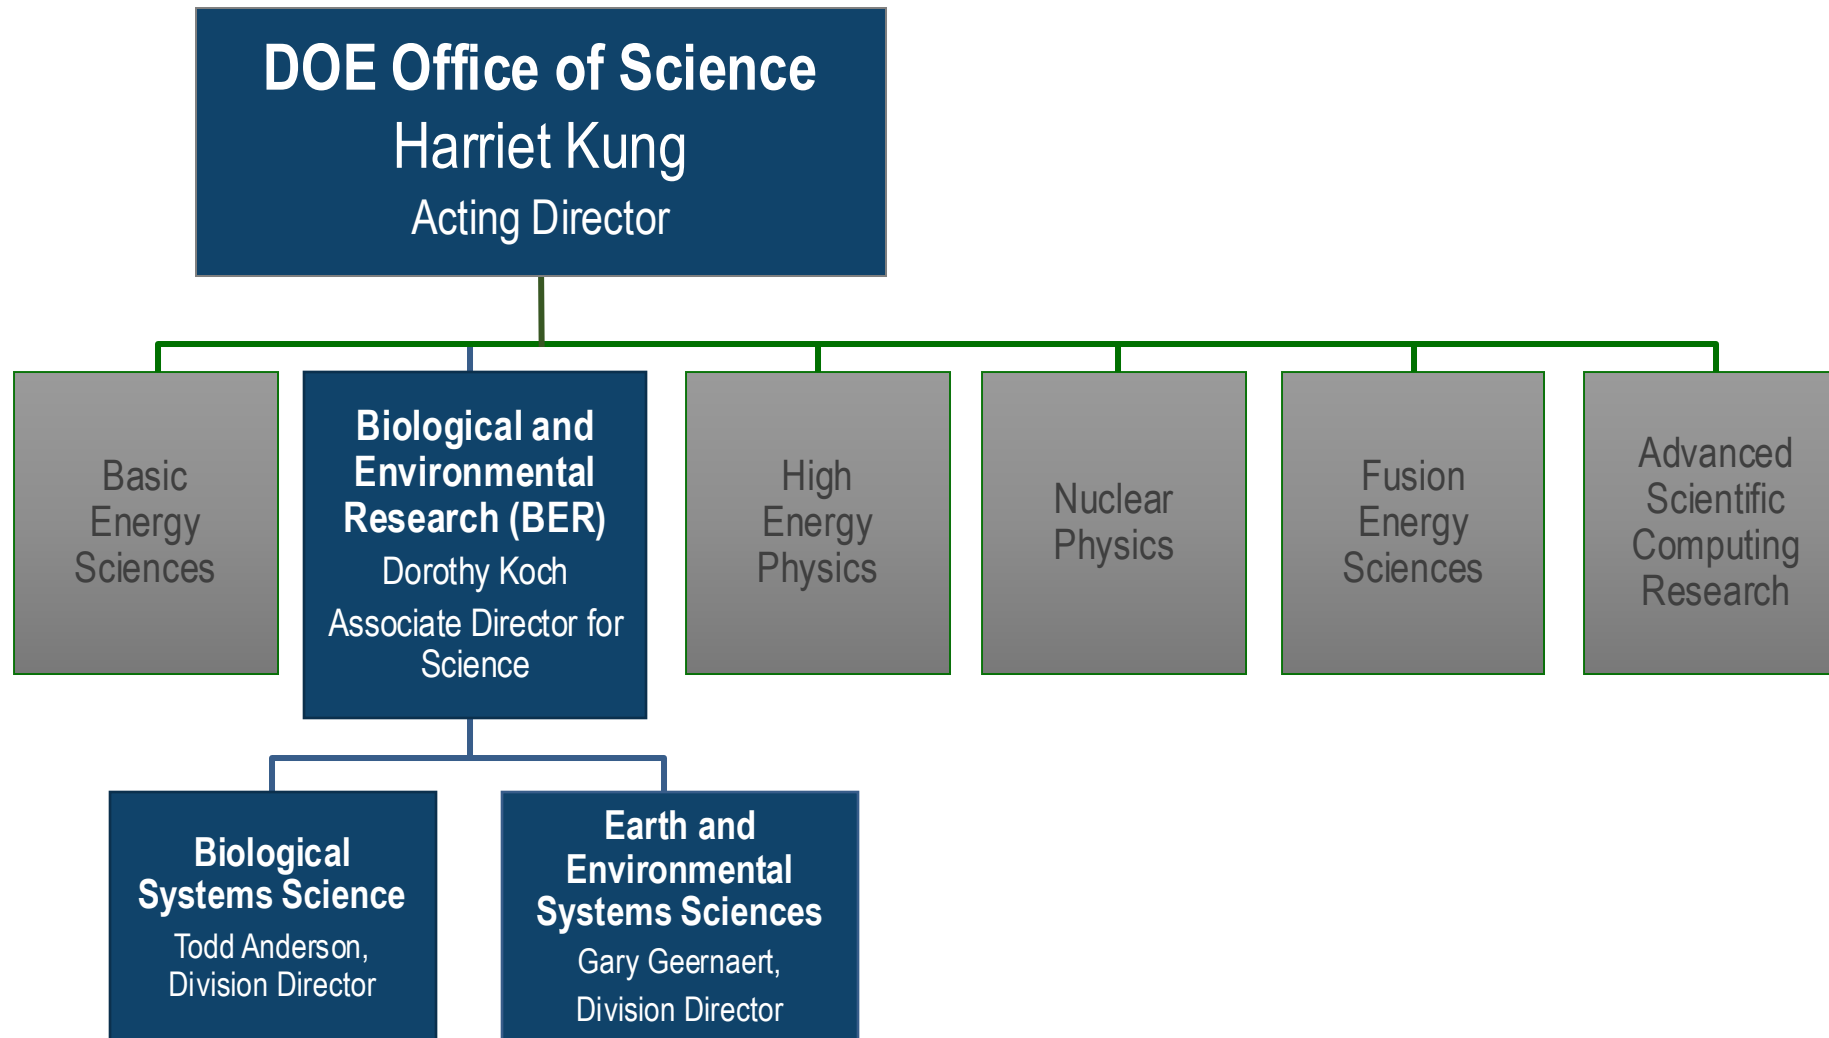 DOE Office of Science
Harriet Kung
Acting Director
Basic
Energy
Sciences
Biological and
Environmental
Research (BER)
Dorothy Koch
Associate Director for
Science
High
Energy
Physics
Nuclear
Physics
Fusion
Energy
Sciences
Advanced
Scientific
Computing
Research
Biological
Systems Science
Todd Anderson,
Division Director
Earth and
Environmental
Systems Sciences
Gary Geernaert,
Division Director